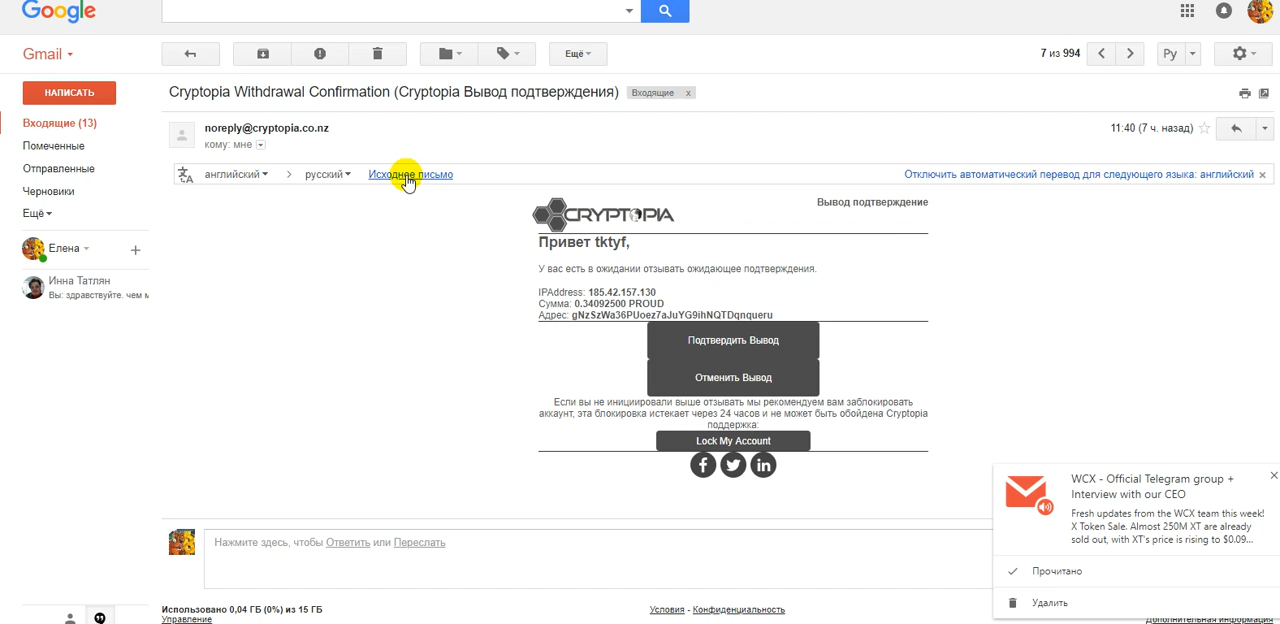 Google
Gmail
Ещё
7 из 994
Ру
НАПИСАТЬ
Входящие (13)
Помеченные
Отправленные
Черновики
Ещё
Елена
Инна Татлян
Вы: здравствуйте. чем м
Cryptopia Withdrawal Confirmation (Cryptopia Вывод подтверждения)
Входящие x
noreply@cryptopia.co.nz
11:40 (7 ч. назад)
кому: мне
английский
русский
Исходное письмо
Отключить автоматический перевод для следующего языка: английский
CRYPTOPIA
Вывод подтверждение
Привет tktyf,
У вас есть в ожидании отзывать ожидающее подтверждения.
IPAddress: 185.42.157.130
Сумма: 0.34092500 PROUD
Адрес: gNzSzWa36PUoez7aJuYG9ihNQTDqnqueru
Подтвердить Вывод
Отменить Вывод
Если вы не инициировали выше отзывать мы рекомендуем вам заблокировать
аккаунт, эта блокировка истекает через 24 часов и не может быть обойдена Cryptopia
поддержка:
Lock My Account
Нажмите здесь, чтобы Ответить или Переслать
WCX - Official Telegram group +
Interview with our CEO
Fresh updates from the WCX team this week!
X Token Sale. Almost 250M XT are already
sold out, with XT's price is rising to $0.09...
Прочитано
Удалить
Использовано 0,04 ГБ (0%) из 15 ГБ
Управление
Условия - Конфиденциальность
Дополнительная информация